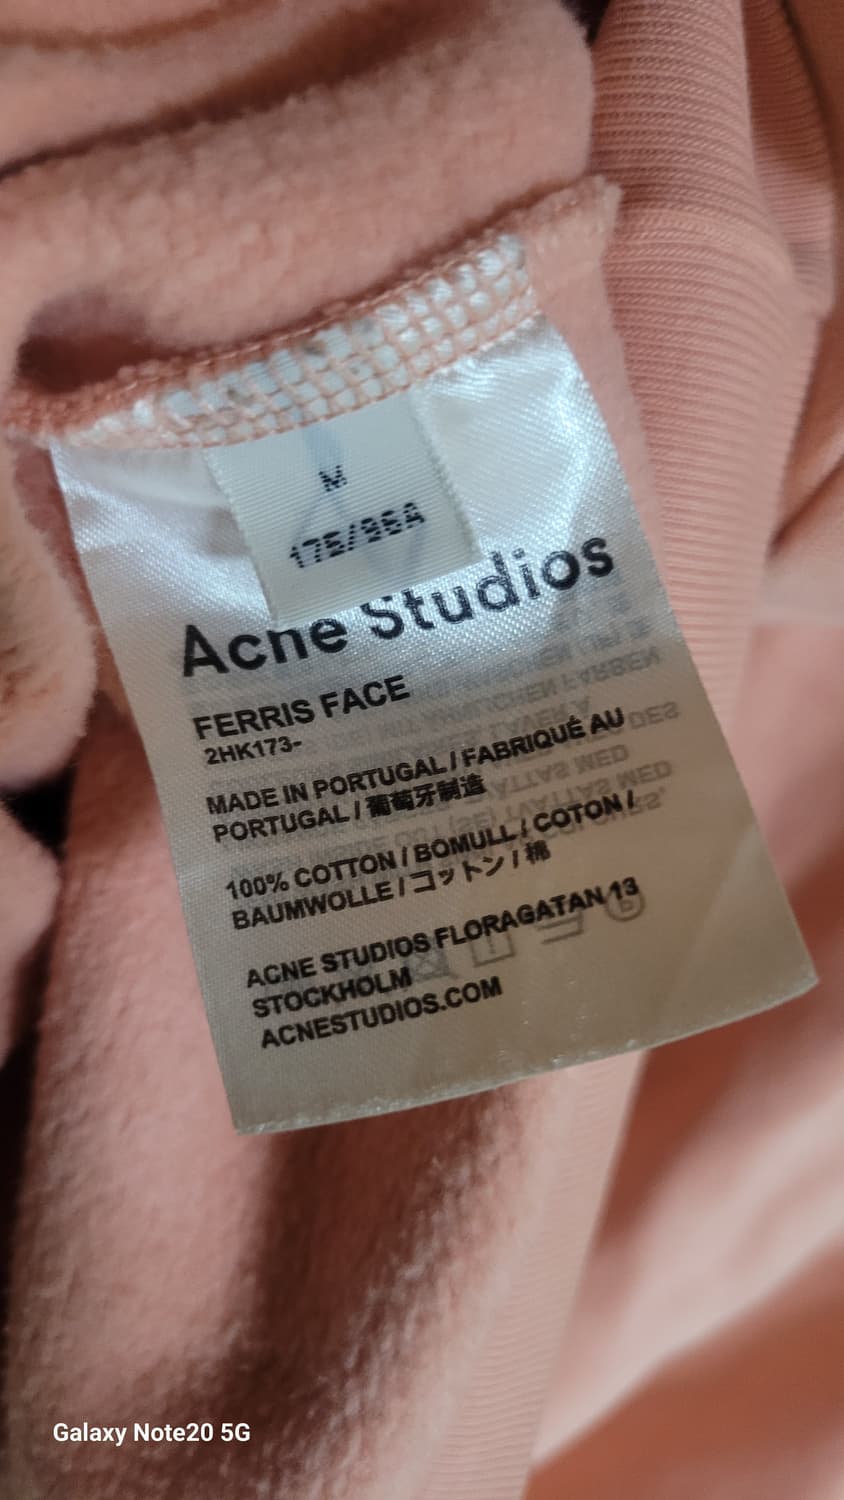 M
175/96A
Acne Studios
FERRIS FACE
2HK173-
MADE IN PORTUGAL / FABRIQUÉ AU
PORTUGAL / 葡萄牙制造
100% COTTON / BOMULL / COTON /
BAUMWOLLE / コットン / 棉
ACNE STUDIOS FLORAGATAN 13
STOCKHOLM
ACNESTUDIOS.COM
Galaxy Note20 5G